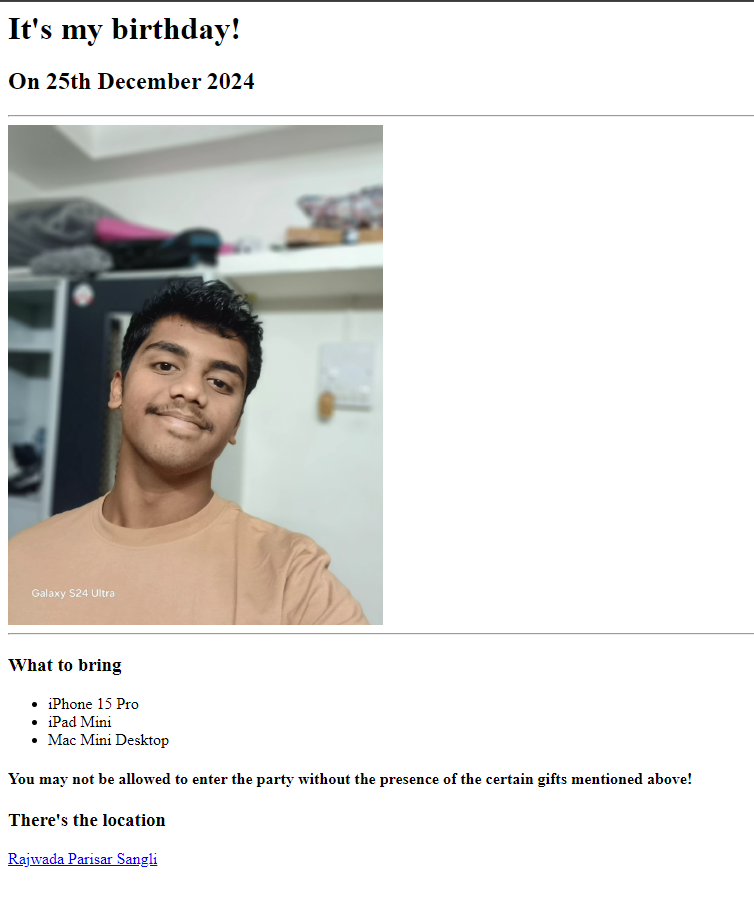 It's my birthday!
On 25th December 2024
Galaxy S24 Ultra
What to bring
iPhone 15 Pro
iPad Mini
Mac Mini Desktop
You may not be allowed to enter the party without the presence of the certain gifts mentioned above!
There's the location
Rajwada Parisar Sangli